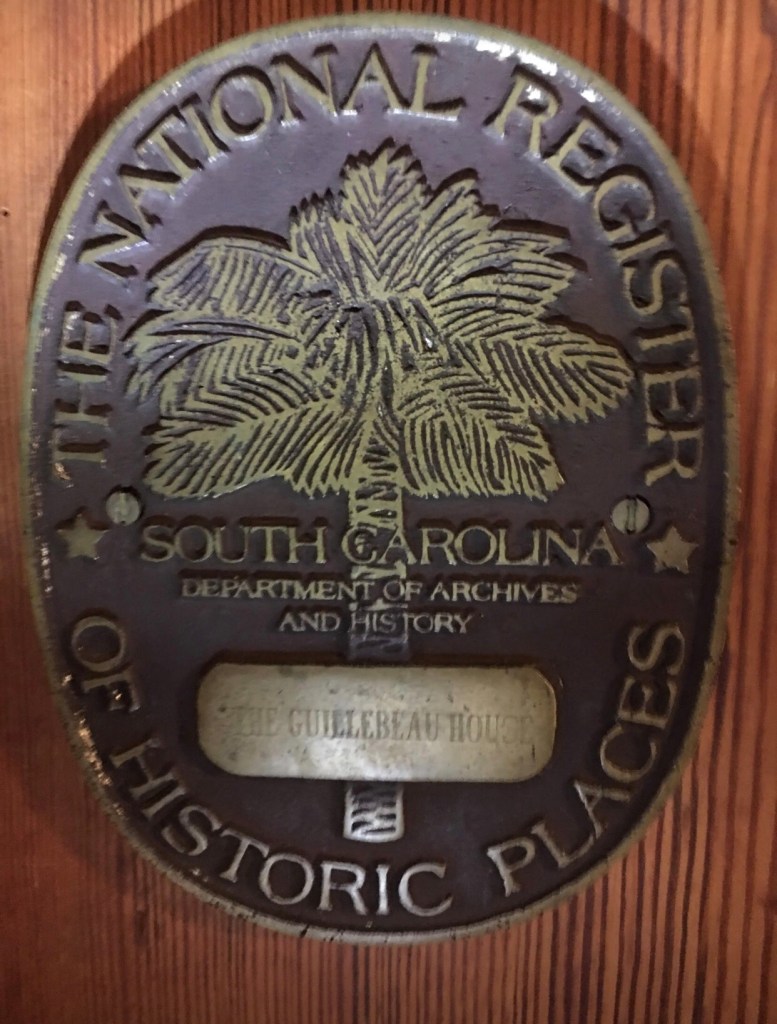 THE NATIONAL REGISTER
SOUTH CAROLINA
DEPARTMENT OF ARCHIVES
AND HISTORY
THE GUILLEBEAU HOUSE
OF HISTORIC PLACES